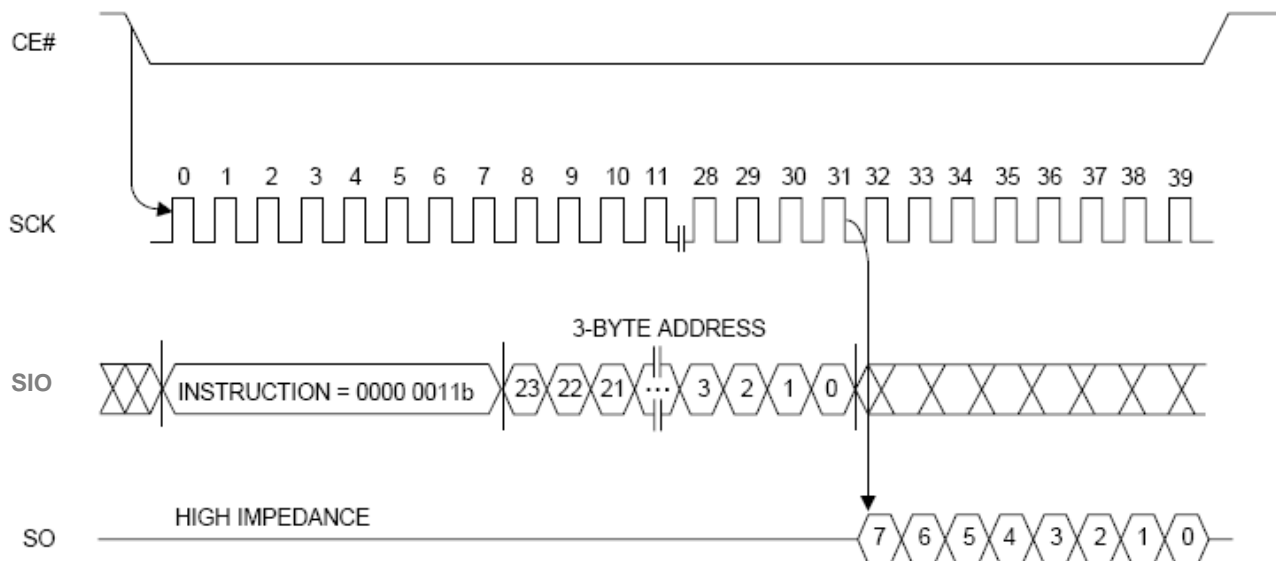 CE#
0 1 2 3 4 5 6 7 8 9 10 11 28 29 30 31 32 33 34 35 36 37 38 39
SCK
3-BYTE ADDRESS
SIO INSTRUCTION = 0000 0011b 23 22 21 ... 3 2 1 0
HIGH IMPEDANCE
SO 7 6 5 4 3 2 1 0